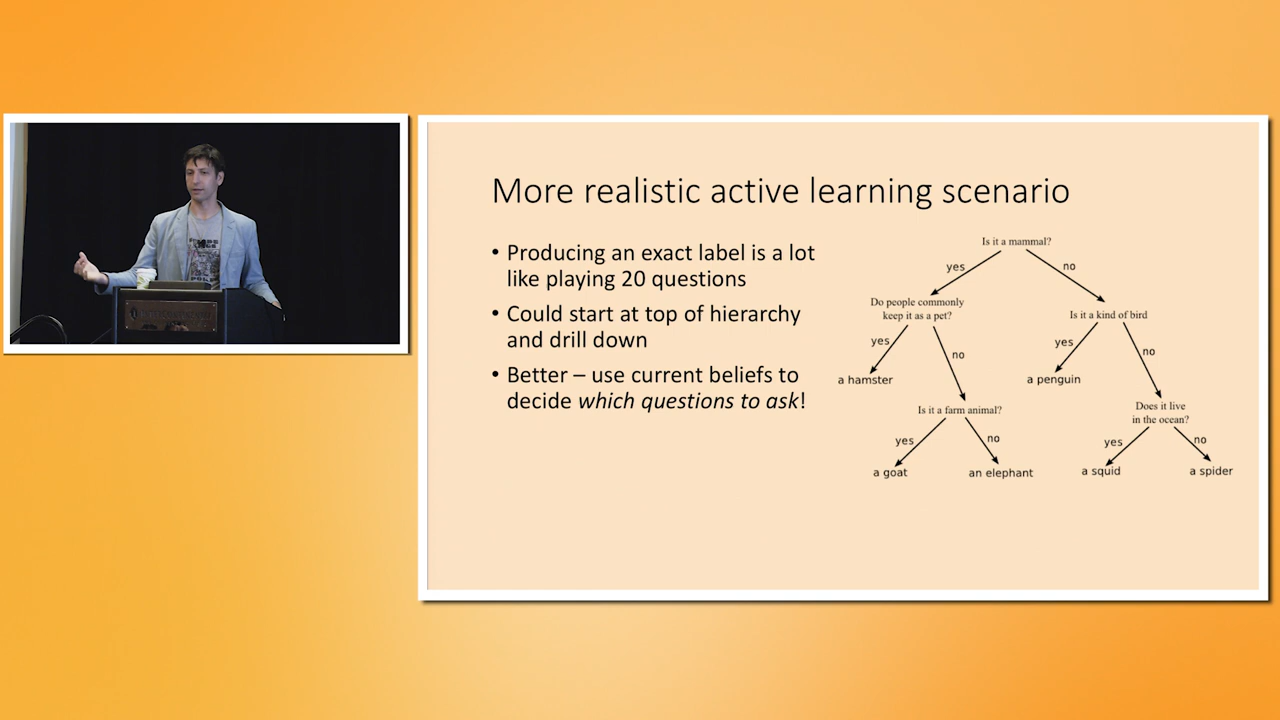 More realistic active learning scenario
• Producing an exact label is a lot
like playing 20 questions
• Could start at top of hierarchy
and drill down
• Better – use current beliefs to
decide which questions to ask!
Is it a mammal?
yes
no
Do people commonly
keep it as a pet?
Is it a kind of bird
yes
no
yes
no
a hamster
a penguin
Is it a farm animal?
Does it live
in the ocean?
yes
no
yes
no
a goat
an elephant
a squid
a spider